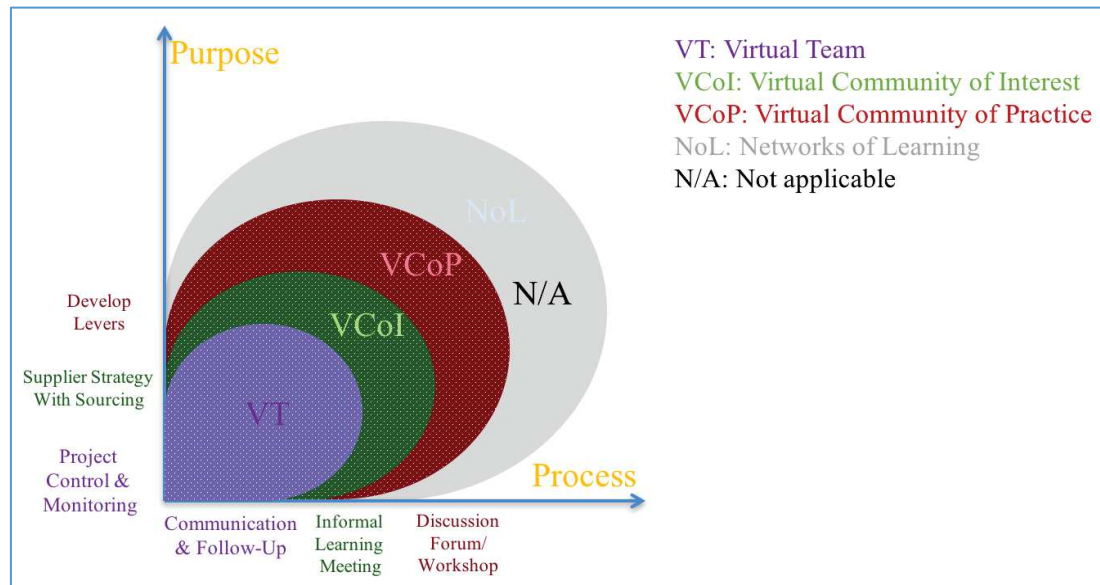 Purpose
VT: Virtual Team
VCoI: Virtual Community of Interest
VCoP: Virtual Community of Practice
NoL: Networks of Learning
N/A: Not applicable
NoL
VCoP
N/A
VCoI
VT
Develop
Levers
Supplier Strategy
With Sourcing
Project
Control &
Monitoring
Process
Communication
& Follow-Up
Informal
Learning
Meeting
Discussion
Forum/
Workshop